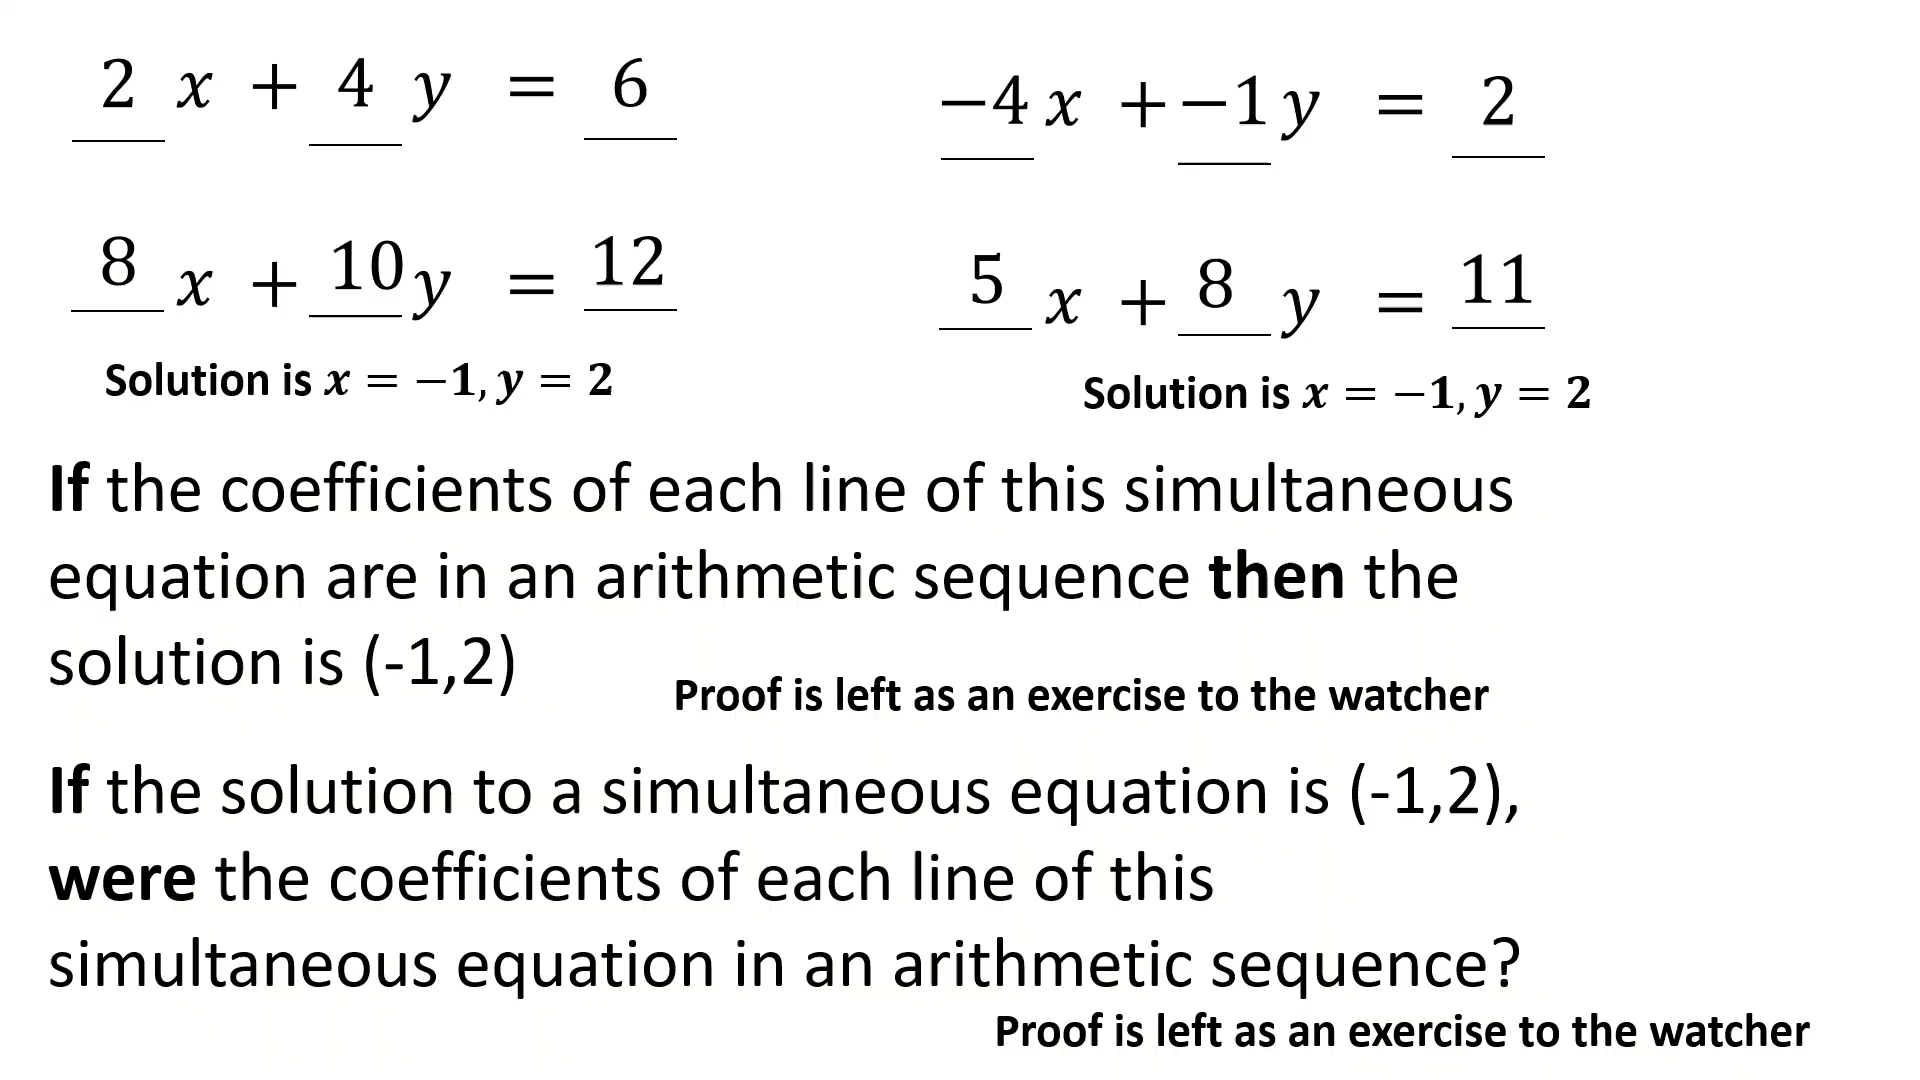 2 x + 4 y = 6
8 x + 10 y = 12
Solution is x = −1, y = 2
−4 x + −1 y = 2
5 x + 8 y = 11
Solution is x = −1, y = 2
If the coefficients of each line of this simultaneous
equation are in an arithmetic sequence then the
solution is (-1,2)
Proof is left as an exercise to the watcher
If the solution to a simultaneous equation is (-1,2),
were the coefficients of each line of this
simultaneous equation in an arithmetic sequence?
Proof is left as an exercise to the watcher